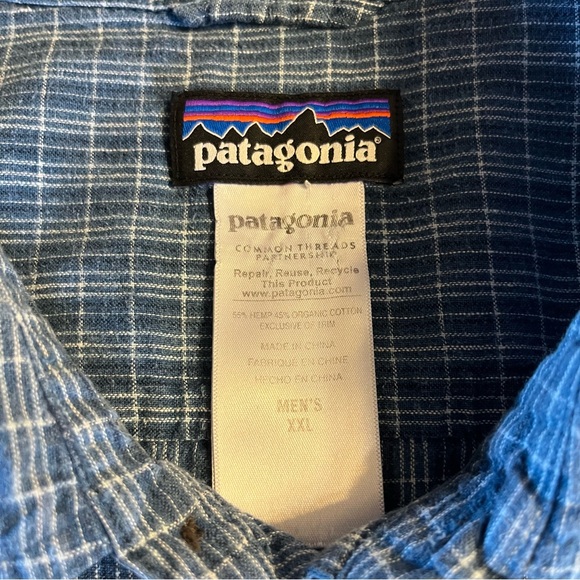 patagonia®
patagonia
COMMON THREADS
PARTNERSHIP
Repair, Reuse, Recycle
This Product
www.patagonia.com
55% HEMP 45% ORGANIC COTTON
EXCLUSIVE OF TRIM
MADE IN CHINA
FABRIQUÉ EN CHINE
HECHO EN CHINA
MEN'S
XXL